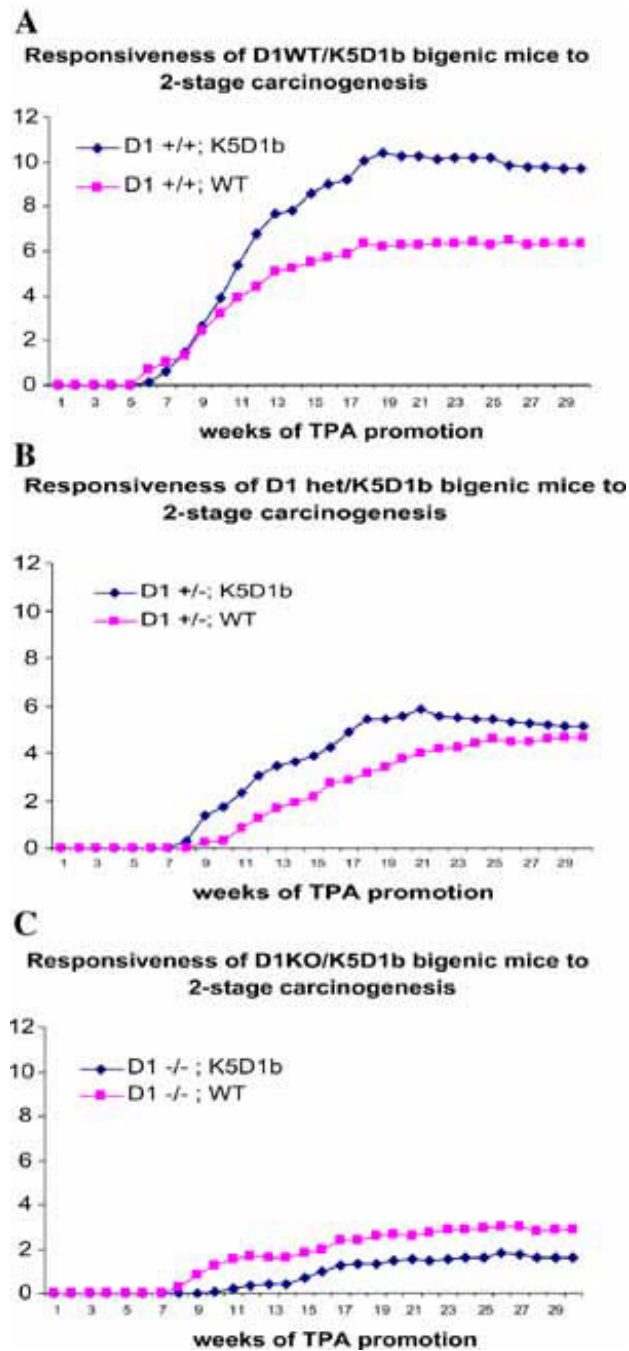 A
Responsiveness of D1WT/K5D1b bigenic mice to
2-stage carcinogenesis
12
10
8
6
4
2
0
D1 +/+; K5D1b
D1 +/+; WT
1 3 5 7 9 11 13 15 17 19 21 23 25 27 29
weeks of TPA promotion
B
Responsiveness of D1 het/K5D1b bigenic mice to
2-stage carcinogenesis
12
10
8
6
4
2
0
D1 +/-; K5D1b
D1 +/-; WT
1 3 5 7 9 11 13 15 17 19 21 23 25 27 29
weeks of TPA promotion
C
Responsiveness of D1KO/K5D1b bigenic mice to
2-stage carcinogenesis
12
10
8
6
4
2
0
D1 -/- ; K5D1b
D1 -/- ; WT
1 3 5 7 9 11 13 15 17 19 21 23 25 27 29
weeks of TPA promotion